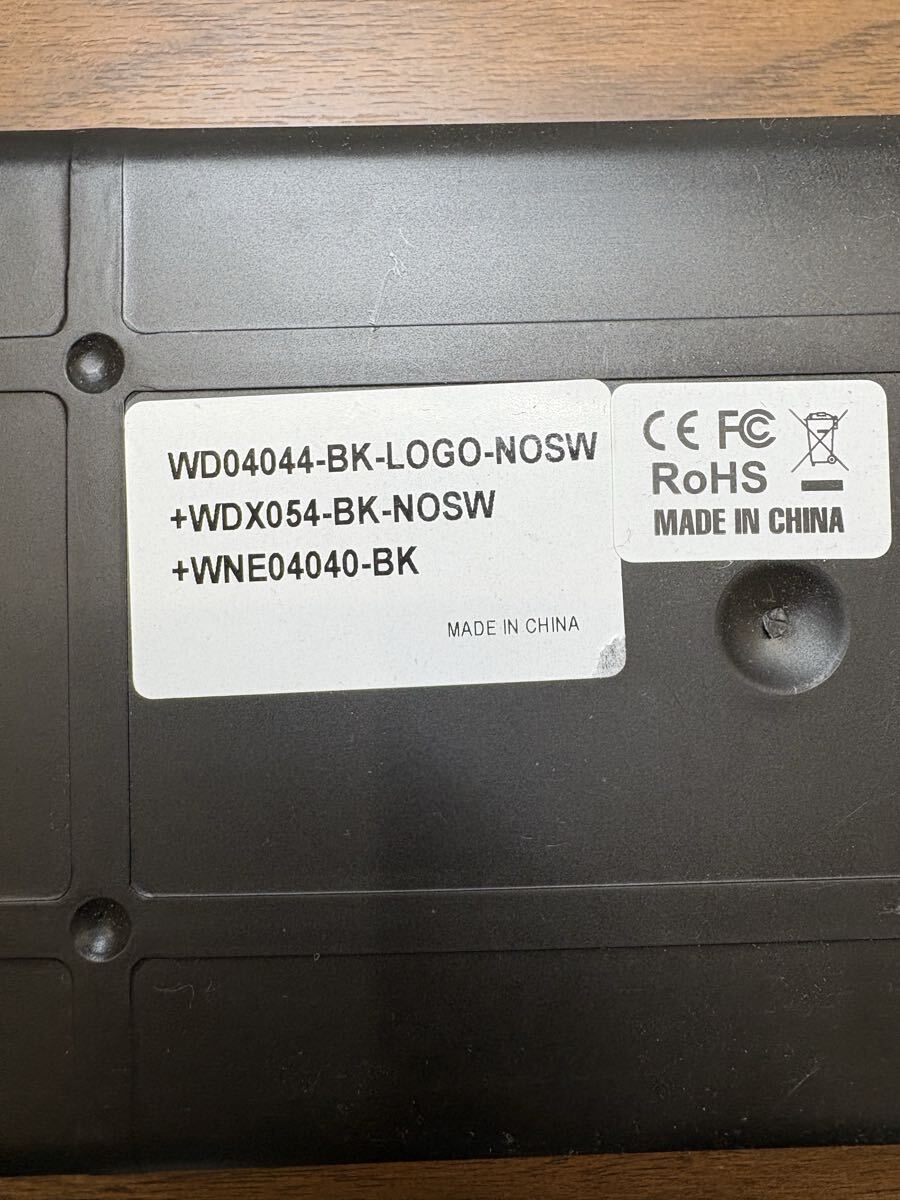 WD04044-BK-LOGO-NOSW
+WDX054-BK-NOSW
+WNE04040-BK
MADE IN CHINA
CE FC
RoHS
MADE IN CHINA